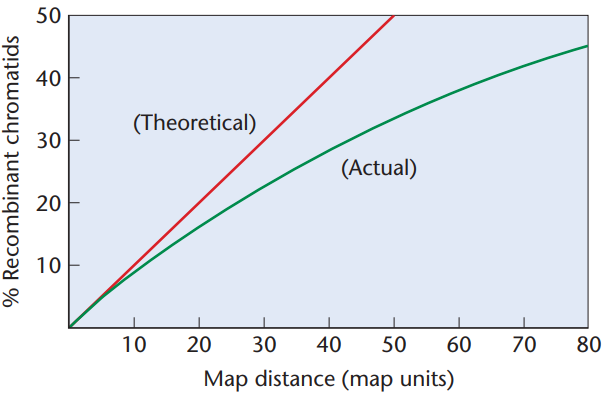 50
40
30
20
10
% Recombinant chromatids
(Theoretical)
(Actual)
10 20 30 40 50 60 70 80
Map distance (map units)